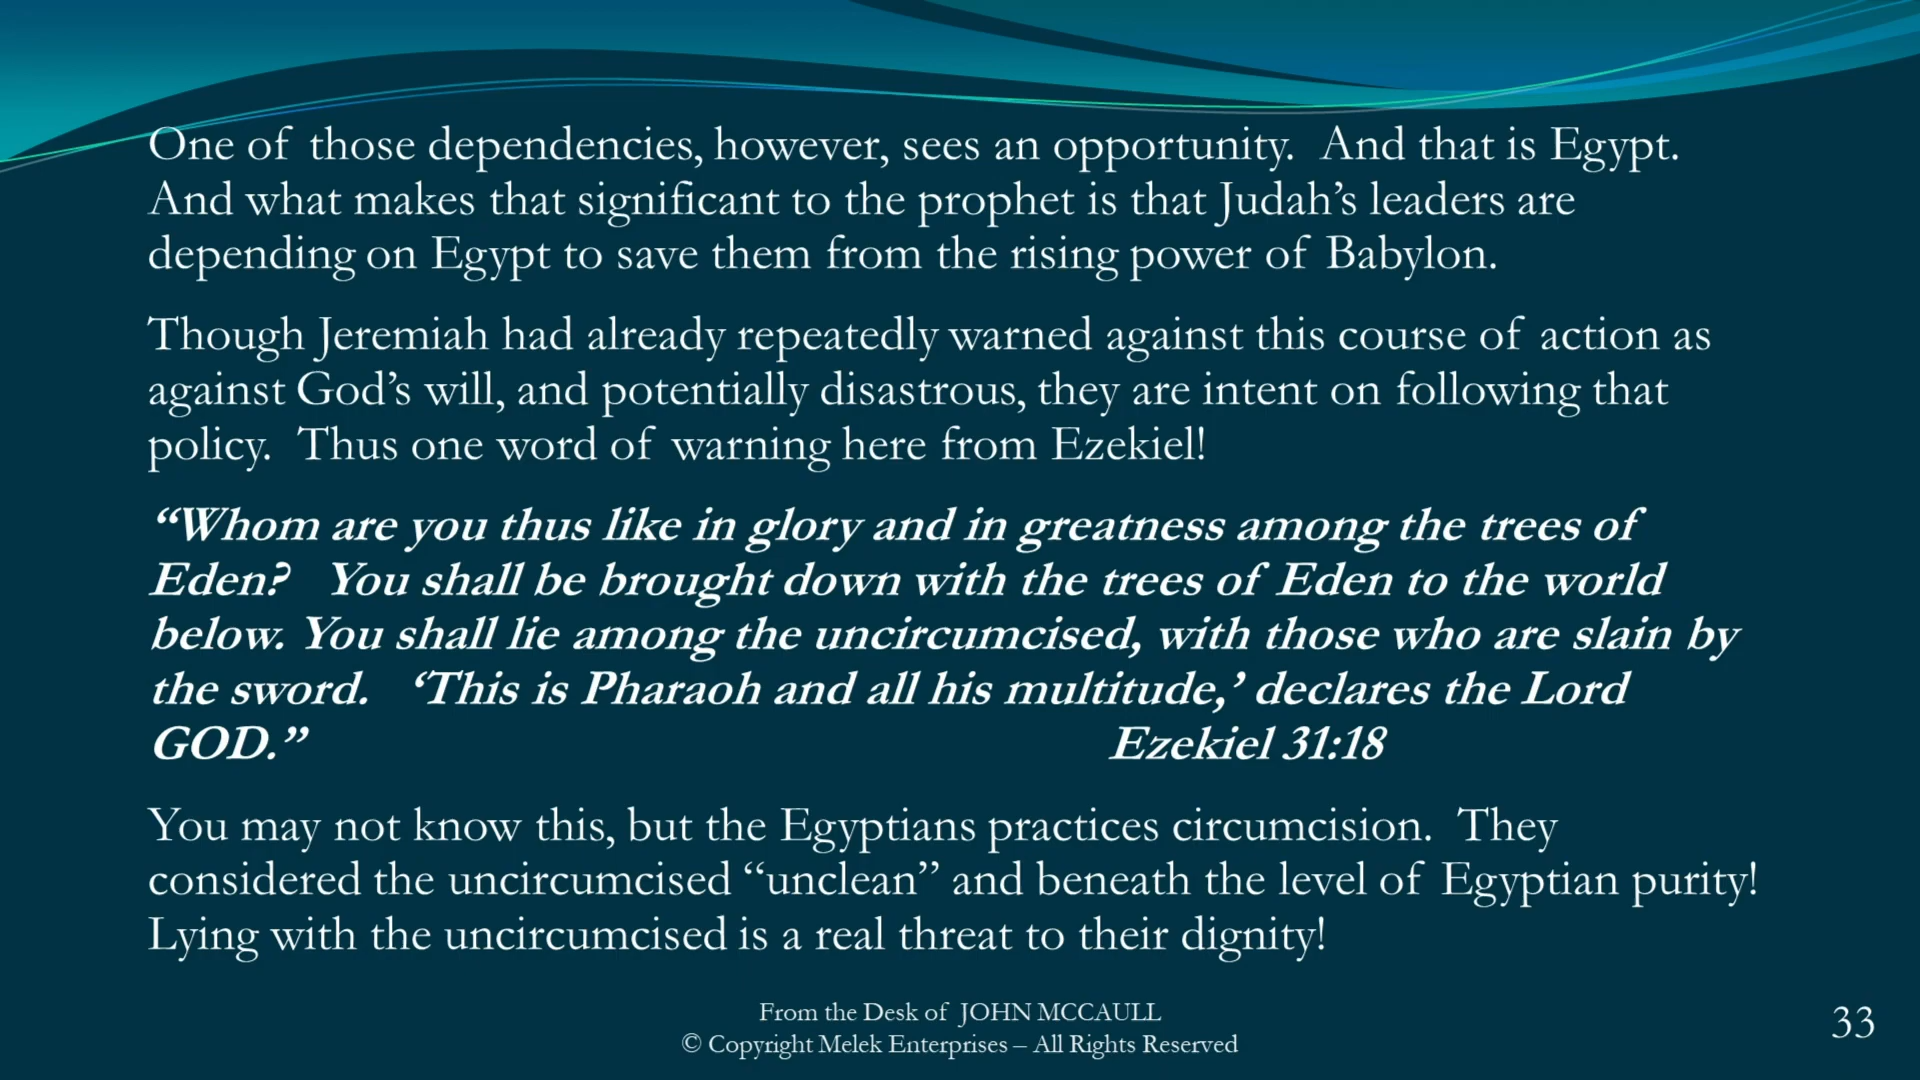 One of those dependencies, however, sees an opportunity. And that is Egypt.
And what makes that significant to the prophet is that Judah’s leaders are
depending on Egypt to save them from the rising power of Babylon.
Though Jeremiah had already repeatedly warned against this course of action as
against God’s will, and potentially disastrous, they are intent on following that
policy. Thus one word of warning here from Ezekiel!
“Whom are you thus like in glory and in greatness among the trees of
Eden? You shall be brought down with the trees of Eden to the world
below. You shall lie among the uncircumcised, with those who are slain by
the sword. ‘This is Pharaoh and all his multitude,’ declares the Lord
GOD.” Ezekiel 31:18
You may not know this, but the Egyptians practices circumcision. They
considered the uncircumcised “unclean” and beneath the level of Egyptian purity!
Lying with the uncircumcised is a real threat to their dignity!
From the Desk of JOHN MCCAULL
© Copyright Melek Enterprises – All Rights Reserved
33